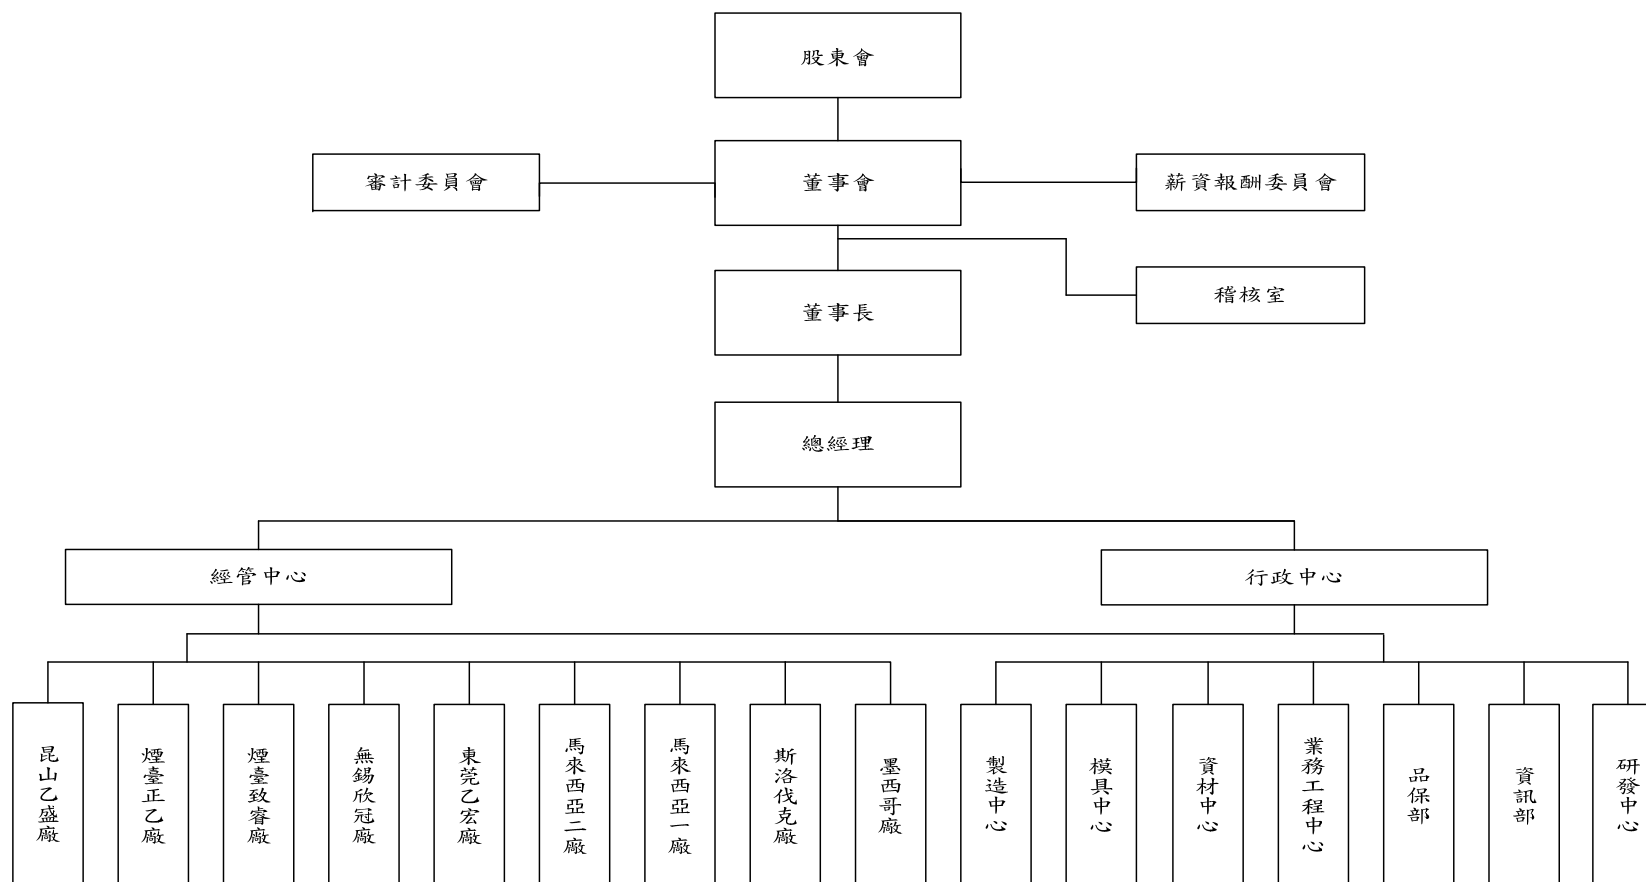 股東會
審計委員會
董事會
薪資報酬委員會
董事長
稽核室
總經理
經管中心
行政中心
昆山乙盛廠
煙臺正乙廠
煙臺致睿廠
無錫欣冠廠
東莞乙宏廠
馬來西亞二廠
馬來西亞一廠
斯洛伐克廠
墨西哥廠
製造中心
模具中心
資材中心
業務工程中心
品保部
資訊部
研發中心